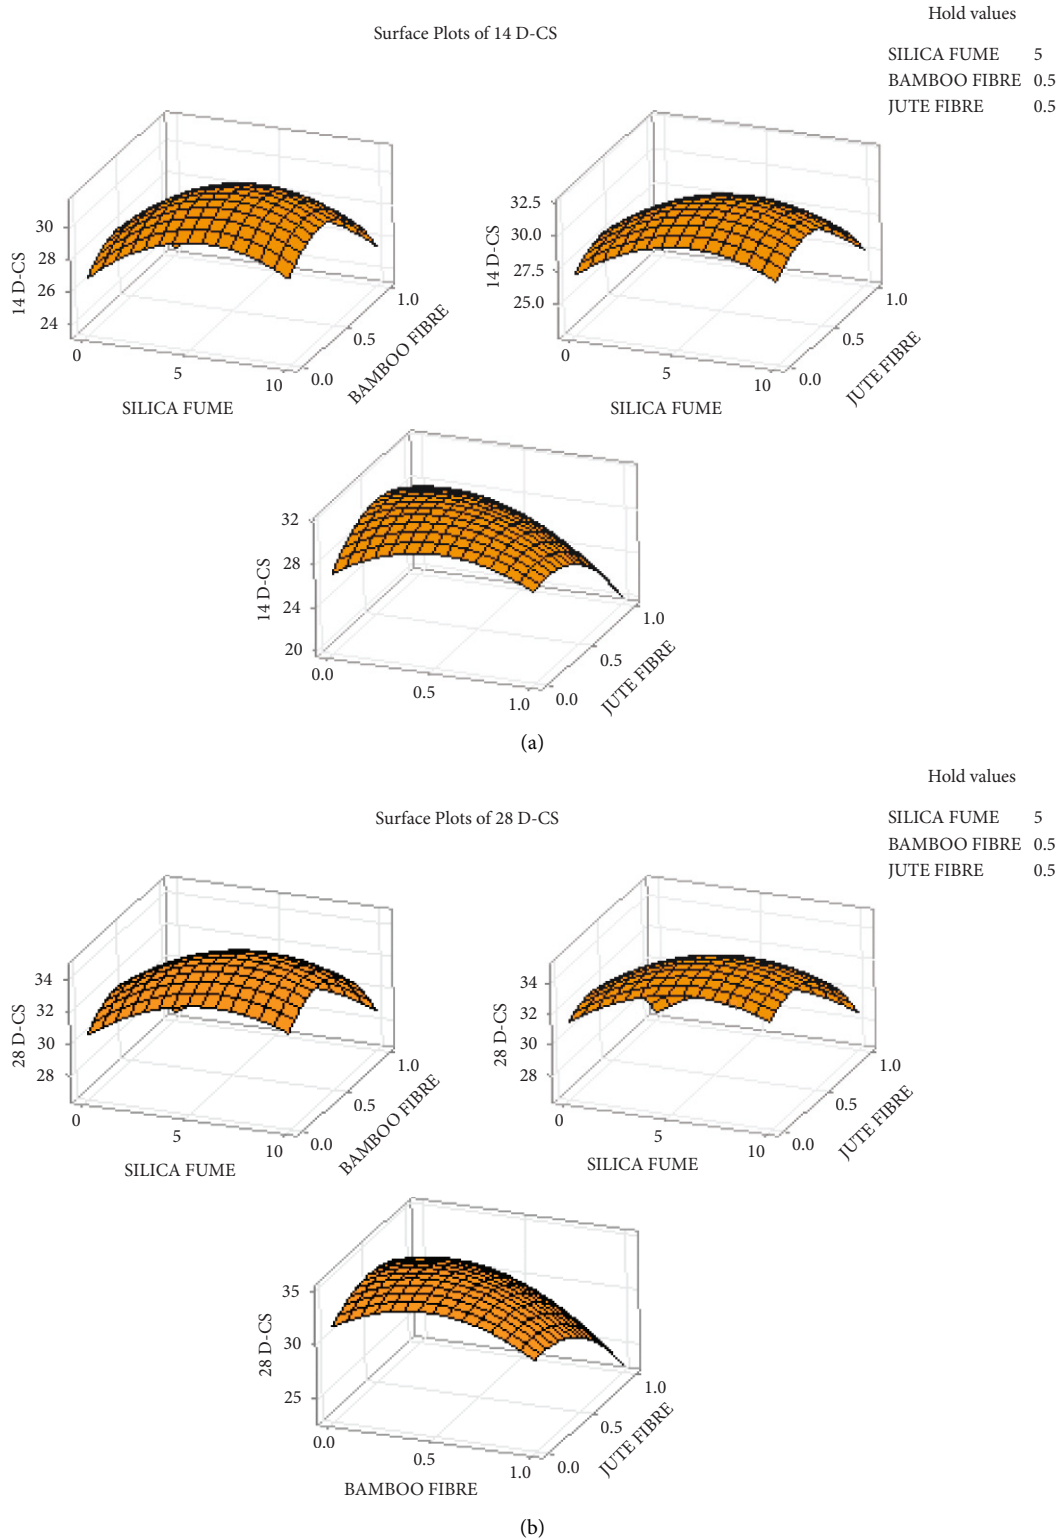 Surface Plots of 14 D-CS
Hold values
SILICA FUME 5
BAMBOO FIBRE 0.5
JUTE FIBRE 0.5
30
28
26
24
14 D-CS
0
5
10
SILICA FUME
0.0
0.5
1.0
BAMBOO FIBRE
32.5
30.0
27.5
25.0
14 D-CS
0
5
10
SILICA FUME
0.0
0.5
1.0
JUTE FIBRE
32
28
24
20
14 D-CS
0.0
0.5
1.0
0.0
0.5
1.0
JUTE FIBRE
(a)
Surface Plots of 28 D-CS
Hold values
SILICA FUME 5
BAMBOO FIBRE 0.5
JUTE FIBRE 0.5
34
32
30
28
28 D-CS
0
5
10
SILICA FUME
0.0
0.5
1.0
BAMBOO FIBRE
34
32
30
28
28 D-CS
0
5
10
SILICA FUME
0.0
0.5
1.0
JUTE FIBRE
35
30
25
28 D-CS
0.0
0.5
1.0
BAMBOO FIBRE
0.0
0.5
1.0
JUTE FIBRE
(b)